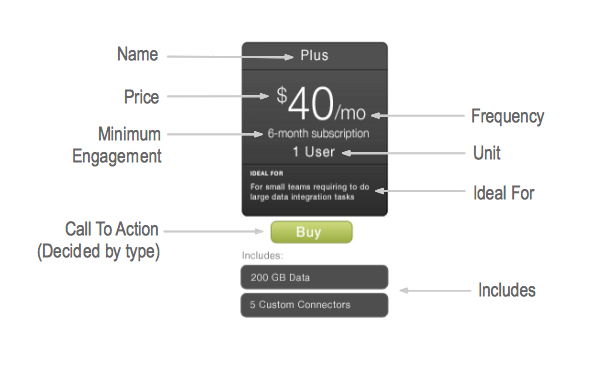 Name
Plus
Price
$40/mo
Frequency
Minimum
Engagement
6-month subscription
1 User
Unit
IDEAL FOR
For small teams requiring to do
large data integration tasks
Ideal For
Call To Action
(Decided by type)
Buy
Includes:
200 GB Data
5 Custom Connectors
Includes